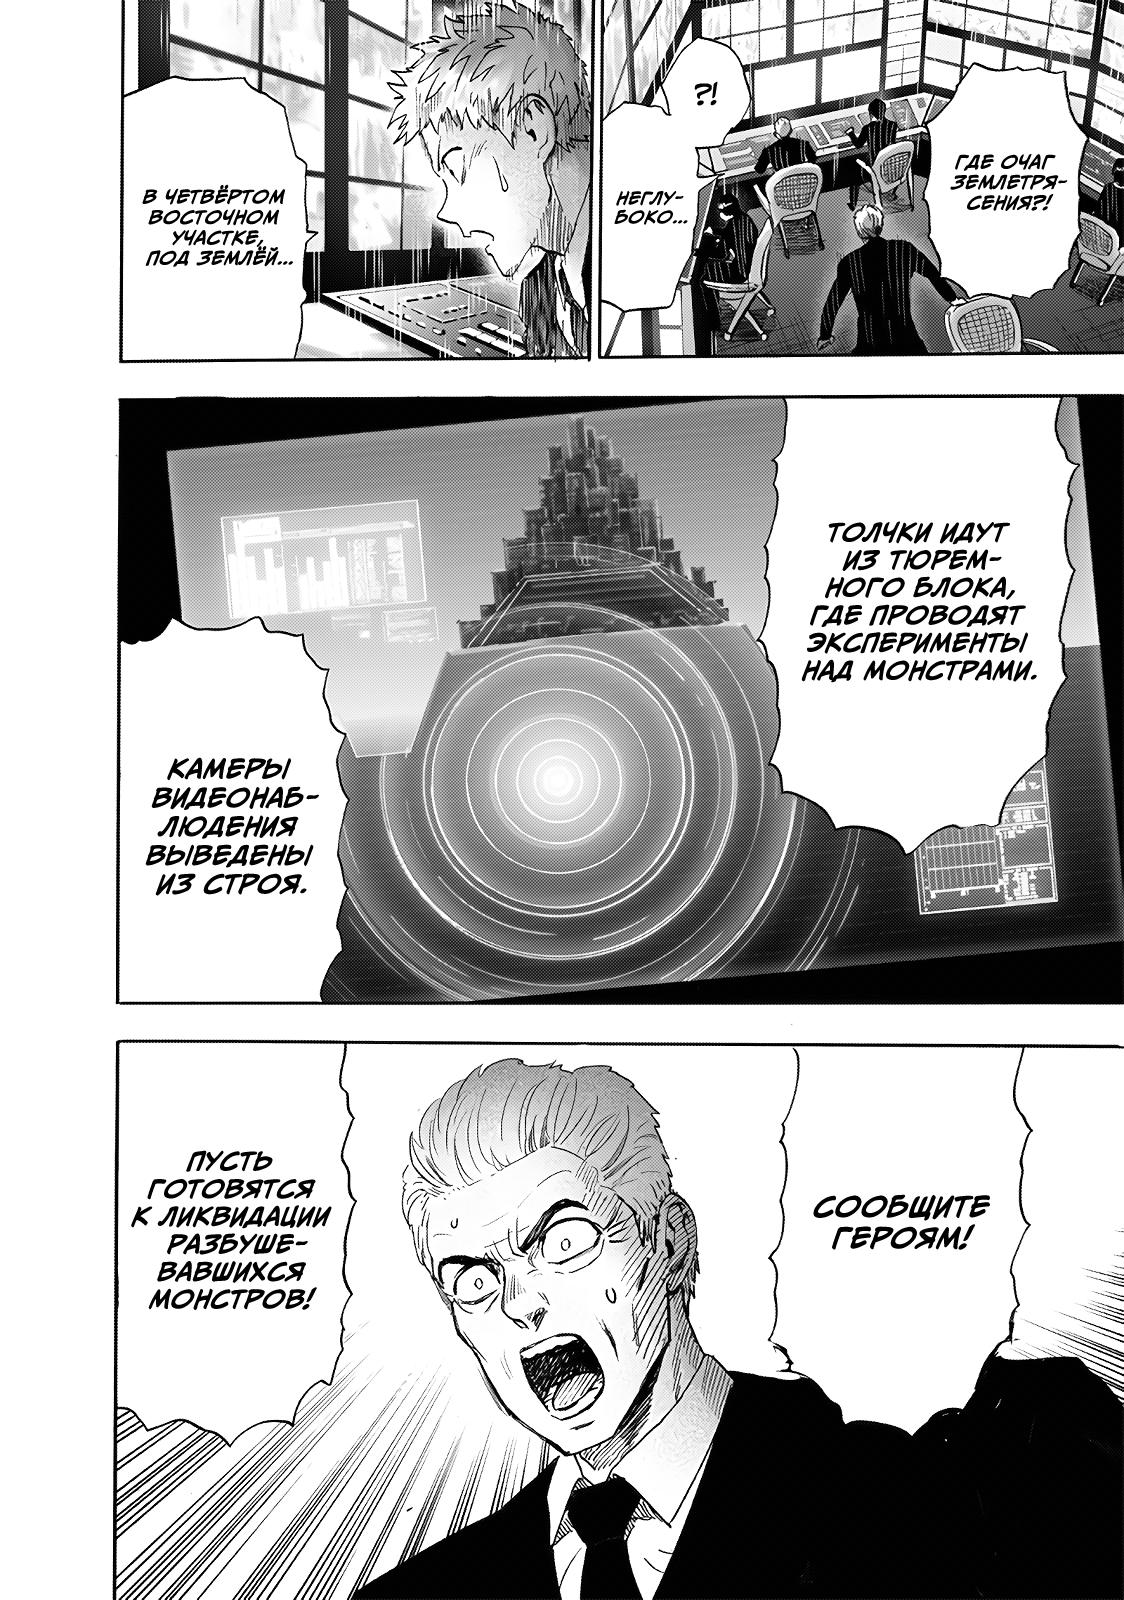 ГДЕ ОЧАГ
ЗЕМЛЕТРЯ-
СЕНИЯ?!
?!
НЕГЛУ-
БОКО...
В ЧЕТВЁРТОМ
ВОСТОЧНОМ
УЧАСТКЕ,
ПОД ЗЕМЛЁЙ...
ТОЛЧКИ ИДУТ
ИЗ ТЮРЕМ-
НОГО БЛОКА,
ГДЕ ПРОВОДЯТ
ЭКСПЕРИМЕНТЫ
НАД МОНСТРАМИ.
КАМЕРЫ
ВИДЕОНАБ-
ЛЮДЕНИЯ
ВЫВЕДЕНЫ
ИЗ СТРОЯ.
СООБЩИТЕ
ГЕРОЯМ!
ПУСТЬ
ГОТОВЯТСЯ
К ЛИКВИДАЦИИ
РАЗБУШЕ-
ВАВШИХСЯ
МОНСТРОВ!